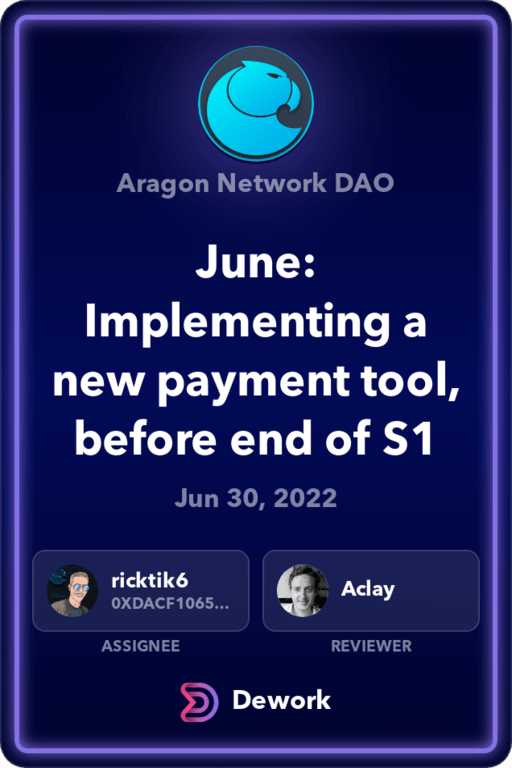 Aragon Network DAO
June:
Implementing a
new payment tool,
before end of S1
Jun 30, 2022
ricktik6
0XDACF1065...
Aclay
ASSIGNEE
REVIEWER
Dework